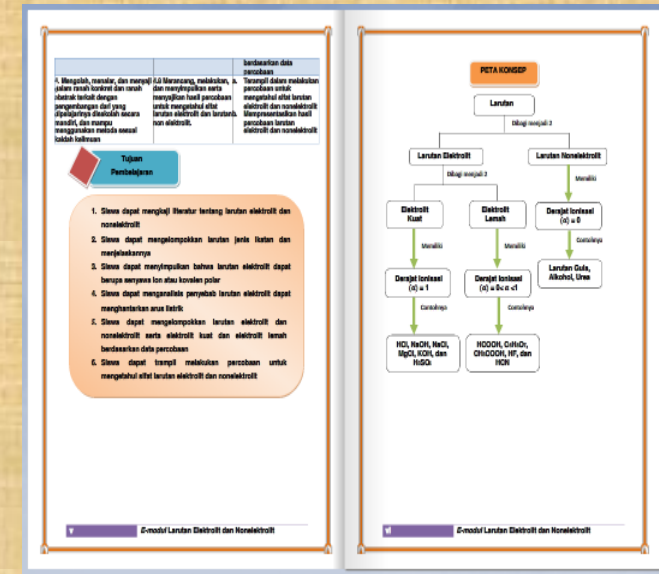 berdasarkan data
percobaan
4. Mengolah, menalar, dan menyaji
dalam ranah konkret dan ranah
abstrak terkait dengan
pengembangan dari yang
dipelajarinya disekolah secara
mandiri, dan mampu
menggunakan metoda sesuai
kaidah keilmuan
4.8 Merancang, melakukan,
dan menyimpulkan serta
menyajikan hasil percobaan
untuk mengetahui sifat
larutan elektrolit dan larutan
non elektrolit.
a. Terampil dalam melakukan
percobaan untuk
mengetahui sifat larutan
elektrolit dan nonelektrolit
b. Mempresentasikan hasil
percobaan larutan
elektrolit dan nonelektrolit
Tujuan
Pembelajaran
1. Siswa dapat mengkaji literatur tentang larutan elektrolit dan
nonelektrolit
2. Siswa dapat mengelompokkan larutan jenis ikatan dan
menjelaskannya
3. Siswa dapat menyimpulkan bahwa larutan elektrolit dapat
berupa senyawa ion atau kovalen polar
4. Siswa dapat menganalisis penyebab larutan elektrolit dapat
menghantarkan arus listrik
5. Siswa dapat mengelompokkan larutan elektrolit dan
nonelektrolit serta elektrolit kuat dan elektrolit lemah
berdasarkan data percobaan
6. Siswa dapat trampil melakukan percobaan untuk
mengetahui sifat larutan elektrolit dan nonelektrolit
v
E-modul Larutan Elektrolit dan Nonelektrolit
PETA KONSEP
Larutan
Dibagi menjadi 2
Larutan Elektrolit
Larutan Nonelektrolit
Dibagi menjadi 2
Memiliki
Elektrolit
Kuat
Elektrolit
Lemah
Derajat Ionisasi
(α) = 0
Memiliki
Memiliki
Contohnya
Larutan Gula,
Alkohol, Urea
Derajat Ionisasi
(α) = 1
Derajat Ionisasi
(α) = 0< α <1
Contohnya
Contohnya
HCl, NaOH, NaCl,
MgCl, KOH, dan
HCOOH,
CH₃COOH, HF, dan
HCN
vi
E-modul Larutan Elektrolit dan Nonelektrolit